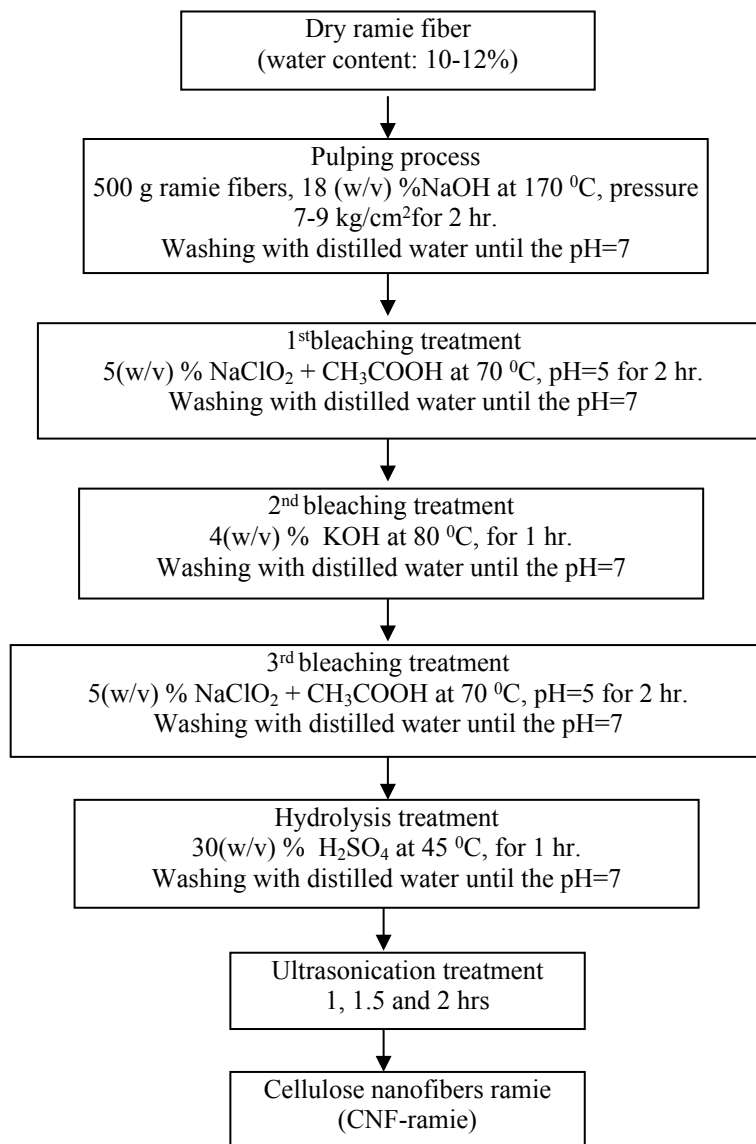 Dry ramie fiber
(water content: 10-12%)
Pulping process
500 g ramie fibers, 18 (w/v) %NaOH at 170 ⁰C, pressure
7-9 kg/cm²for 2 hr.
Washing with distilled water until the pH=7
1ˢᵗbleaching treatment
5(w/v) % NaClO₂ + CH₃COOH at 70 ⁰C, pH=5 for 2 hr.
Washing with distilled water until the pH=7
2ⁿᵈ bleaching treatment
4(w/v) % KOH at 80 ⁰C, for 1 hr.
Washing with distilled water until the pH=7
3ʳᵈ bleaching treatment
5(w/v) % NaClO₂ + CH₃COOH at 70 ⁰C, pH=5 for 2 hr.
Washing with distilled water until the pH=7
Hydrolysis treatment
30(w/v) % H₂SO₄ at 45 ⁰C, for 1 hr.
Washing with distilled water until the pH=7
Ultrasonication treatment
1, 1.5 and 2 hrs
Cellulose nanofibers ramie
(CNF-ramie)